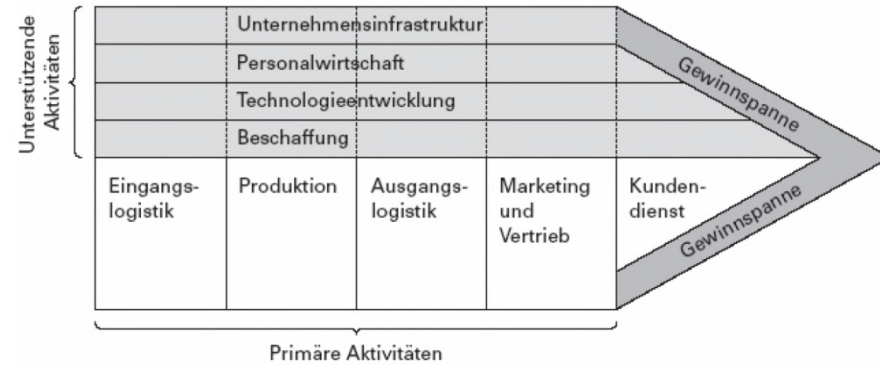 Unterstützende
Aktivitäten
Unternehmensinfrastruktur
Personalwirtschaft
Technologieentwicklung
Beschaffung
Gewinnspanne
Eingangs-
logistik
Produktion
Ausgangs-
logistik
Marketing
und
Vertrieb
Kunden-
dienst
Gewinnspanne
Primäre Aktivitäten